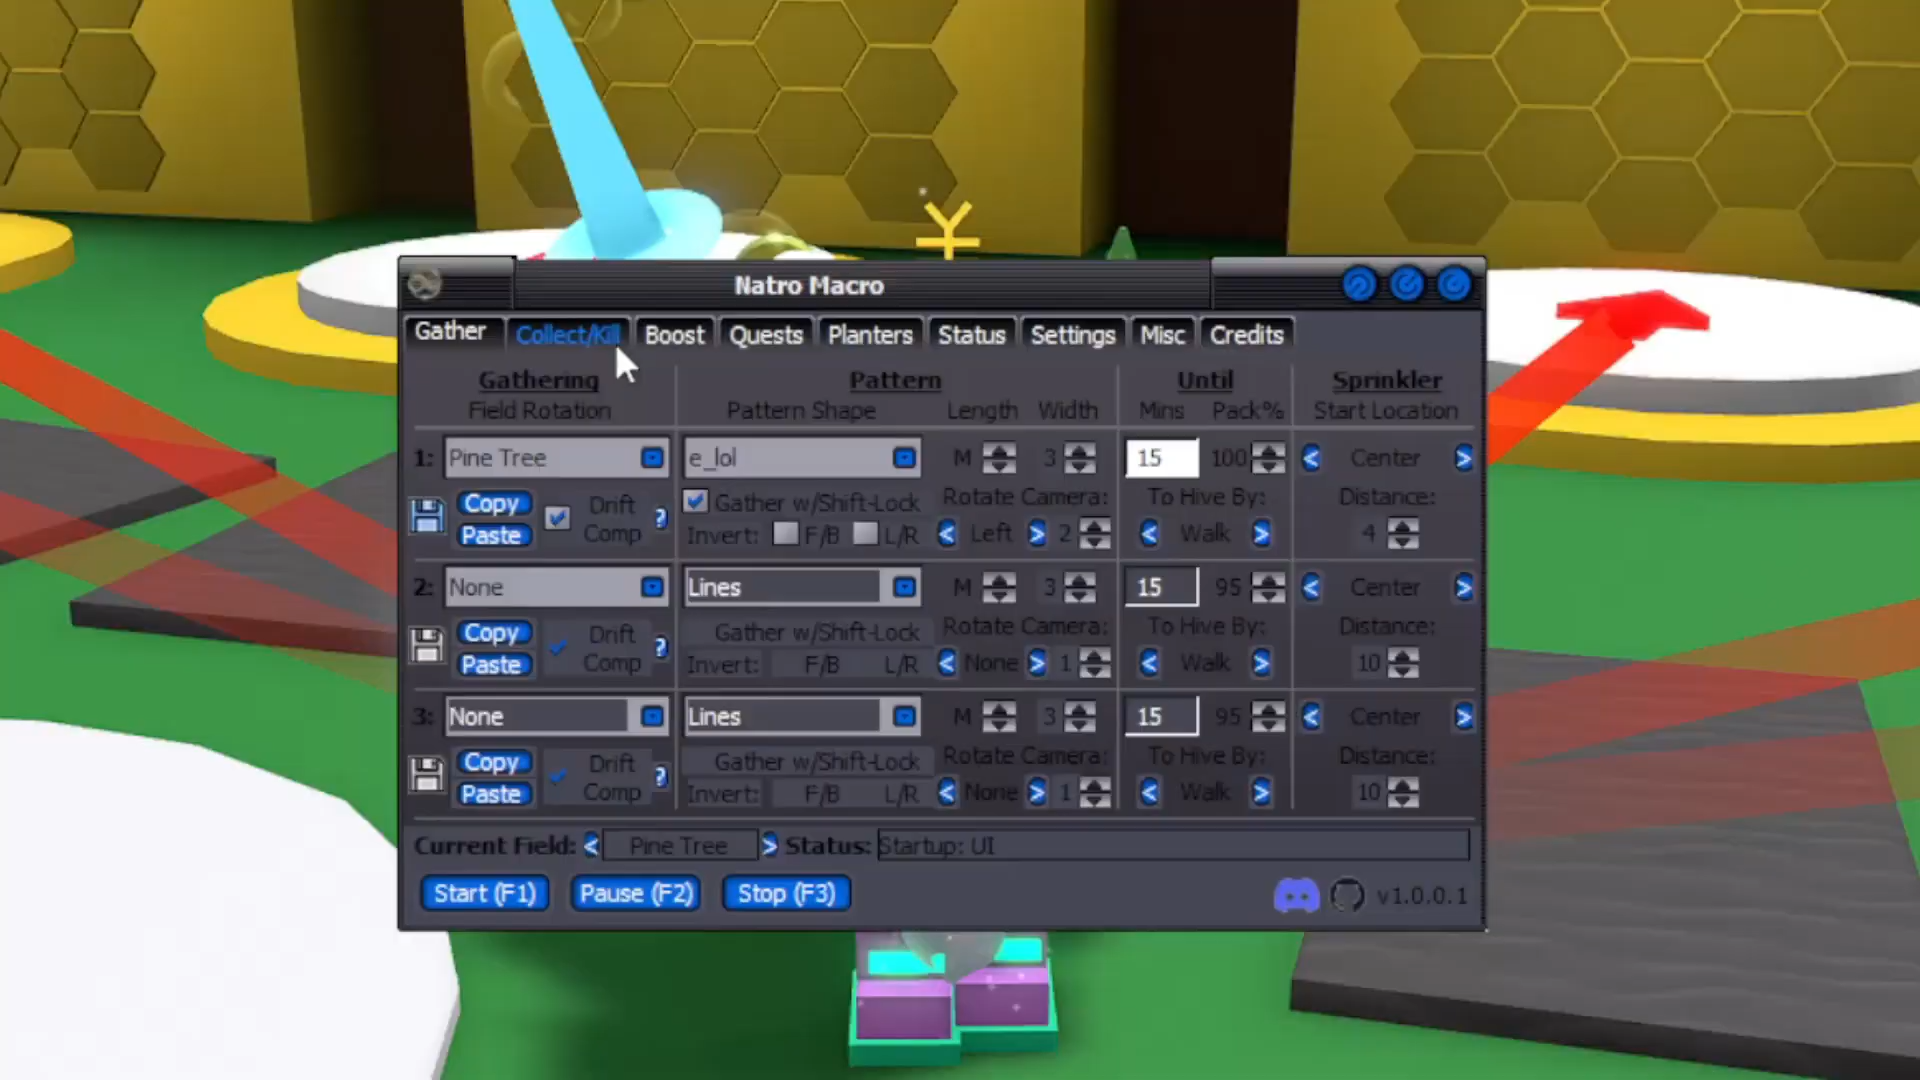 Natro Macro
Gather Collect/Kill Boost Quests Planters Status Settings Misc Credits
Gathering Pattern Until Sprinkler
Field Rotation Pattern Shape Length Width Mins Pack% Start Location
1: Pine Tree e_lol M 3 15 100 < Center >
Copy Drift ? Gather w/Shift-Lock Rotate Camera: To Hive By: Distance:
Paste Comp Invert: F/B L/R < Left > 2 < Walk > 4
2: None Lines M 3 15 95 < Center >
Copy Drift ? Gather w/Shift-Lock Rotate Camera: To Hive By: Distance:
Paste Comp Invert: F/B L/R < None > 1 < Walk > 10
3: None Lines M 3 15 95 < Center >
Copy Drift ? Gather w/Shift-Lock Rotate Camera: To Hive By: Distance:
Paste Comp Invert: F/B L/R < None > 1 < Walk > 10
Current Field: < Pine Tree > Status: Startup: UI
Start (F1) Pause (F2) Stop (F3) v1.0.0.1